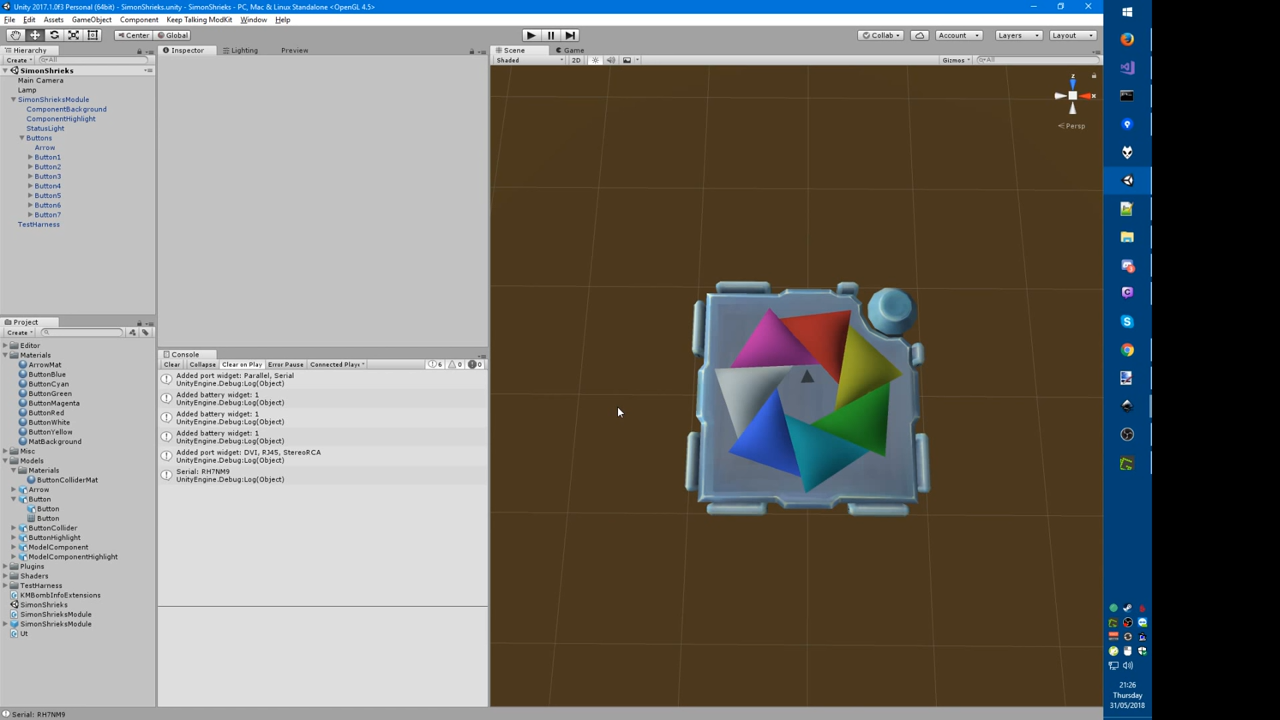 Unity 2017.1.0f3 Personal (64bit) - SimonShrieks.unity - SimonShrieks - PC, Mac & Linux Standalone <OpenGL 4.5>
File Edit Assets GameObject Component Keep Talking ModKit Window Help
Center Global
Collab Account Layers Layout
Hierarchy
Create All
SimonShrieks
Main Camera
Lamp
SimonShrieksModule
ComponentBackground
ComponentHighlight
StatusLight
Buttons
Arrow
Button1
Button2
Button3
Button4
Button5
Button6
Button7
TestHarness
Inspector Lighting Preview
Scene Game
Shaded 2D Gizmos All
z
x
Persp
Project
Create
Editor
Materials
ArrowMat
ButtonBlue
ButtonCyan
ButtonGreen
ButtonMagenta
ButtonRed
ButtonWhite
ButtonYellow
MatBackground
Misc
Models
Materials
ButtonColliderMat
Arrow
Button
Button
Button
ButtonCollider
ButtonHighlight
ModelComponent
ModelComponentHighlight
Plugins
Shaders
TestHarness
KMBombInfoExtensions
SimonShrieks
SimonShrieksModule
SimonShrieksModule
Ut
Console
Clear Collapse Clear on Play Error Pause Connected Player 6 0 0
Added port widget: Parallel, Serial
UnityEngine.Debug:Log(Object)
Added battery widget: 1
UnityEngine.Debug:Log(Object)
Added battery widget: 1
UnityEngine.Debug:Log(Object)
Added battery widget: 1
UnityEngine.Debug:Log(Object)
Added port widget: DVI, RJ45, StereoRCA
UnityEngine.Debug:Log(Object)
Serial: RH7NM9
UnityEngine.Debug:Log(Object)
Serial: RH7NM9
21:26
Thursday
31/05/2018